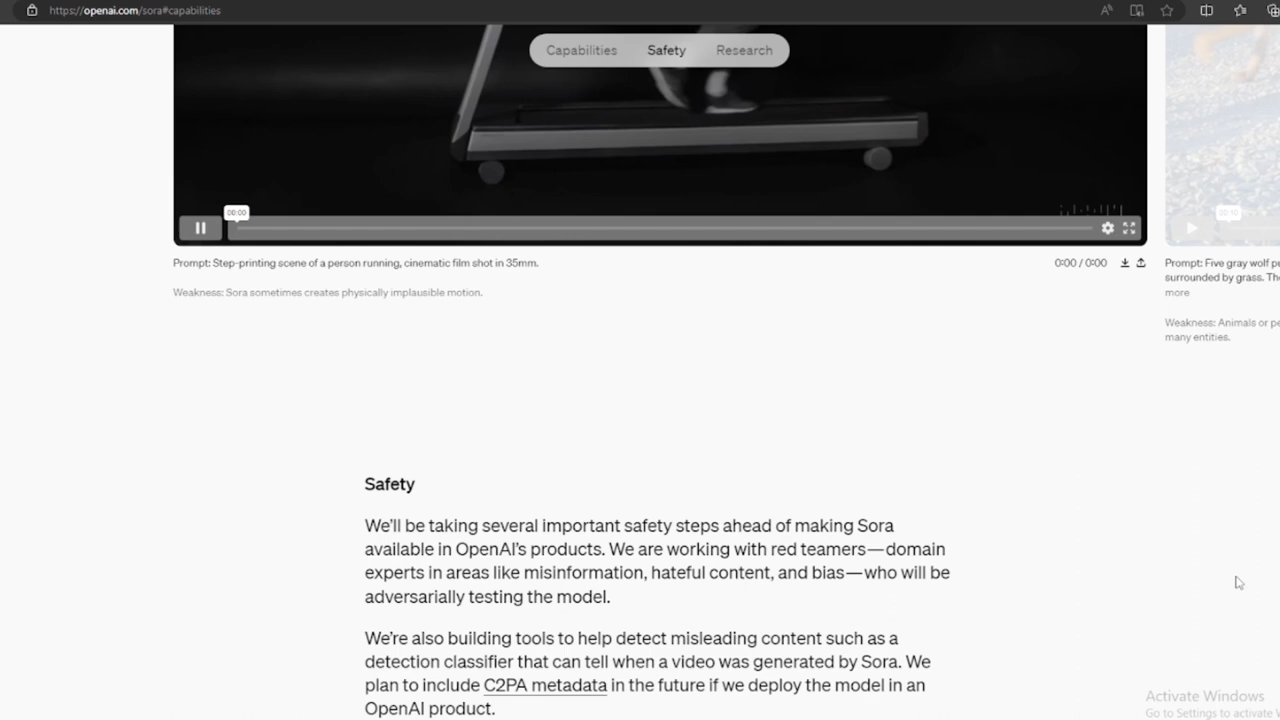 https://openai.com/sora#capabilities
Capabilities Safety Research
00:00
Prompt: Step-printing scene of a person running, cinematic film shot in 35mm.
0:00 / 0:00
Weakness: Sora sometimes creates physically implausible motion.
Prompt: Five gray wolf pu
surrounded by grass. The
more
Weakness: Animals or pe
many entities.
Safety
We'll be taking several important safety steps ahead of making Sora
available in OpenAI's products. We are working with red teamers—domain
experts in areas like misinformation, hateful content, and bias—who will be
adversarially testing the model.
We're also building tools to help detect misleading content such as a
detection classifier that can tell when a video was generated by Sora. We
plan to include C2PA metadata in the future if we deploy the model in an
OpenAI product.
Activate Windows
Go to Settings to activate